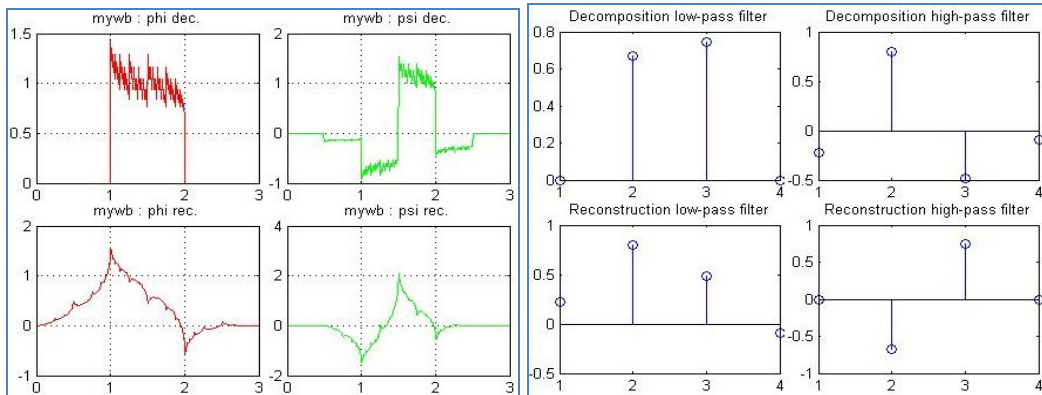 mywb : phi dec.
1.5
1
0.5
0
0 1 2 3
mywb : psi dec.
2
1
0
-1
0 1 2 3
mywb : phi rec.
2
1
0
-1
0 1 2 3
mywb : psi rec.
4
2
0
-2
0 1 2 3
Decomposition low-pass filter
0.8
0.6
0.4
0.2
0
1 2 3 4
Decomposition high-pass filter
1
0.5
0
-0.5
1 2 3 4
Reconstruction low-pass filter
1
0.5
0
-0.5
1 2 3 4
Reconstruction high-pass filter
1
0.5
0
-0.5
-1
1 2 3 4